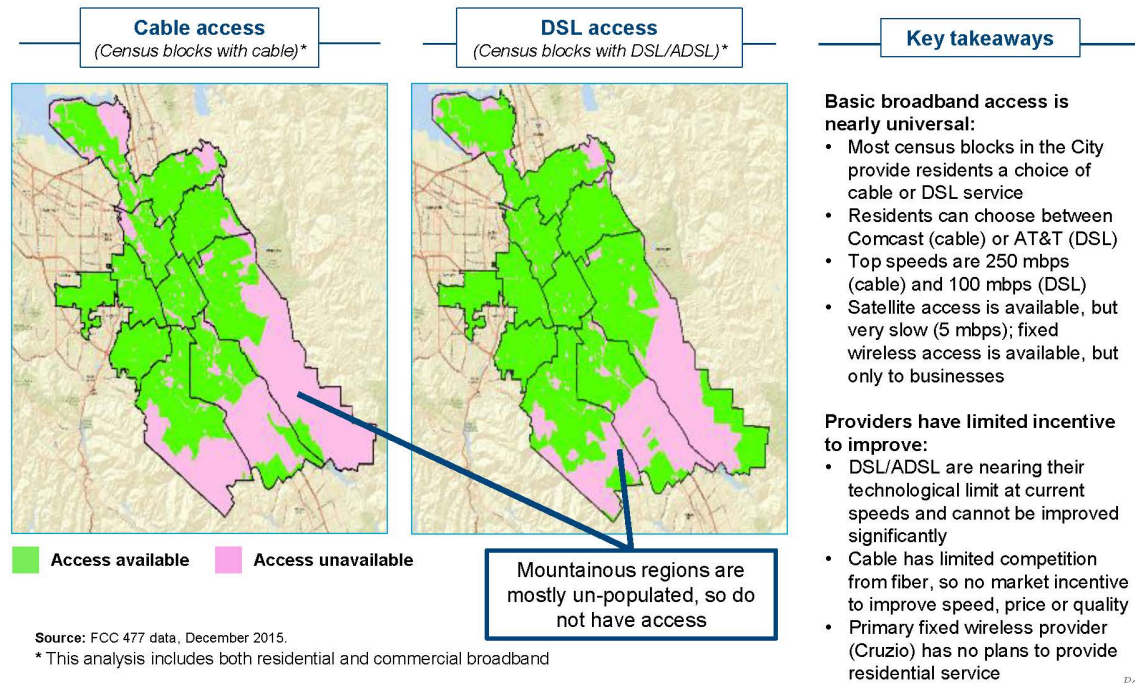 Cable access
(Census blocks with cable)*
DSL access
(Census blocks with DSL/ADSL)*
Key takeaways
Basic broadband access is
nearly universal:
• Most census blocks in the City
provide residents a choice of
cable or DSL service
• Residents can choose between
Comcast (cable) or AT&T (DSL)
• Top speeds are 250 mbps
(cable) and 100 mbps (DSL)
• Satellite access is available, but
very slow (5 mbps); fixed
wireless access is available, but
only to businesses
Providers have limited incentive
to improve:
• DSL/ADSL are nearing their
technological limit at current
speeds and cannot be improved
significantly
• Cable has limited competition
from fiber, so no market incentive
to improve speed, price or quality
• Primary fixed wireless provider
(Cruzio) has no plans to provide
residential service
Access available
Access unavailable
Mountainous regions are
mostly un-populated, so do
not have access
Source: FCC 477 data, December 2015.
* This analysis includes both residential and commercial broadband